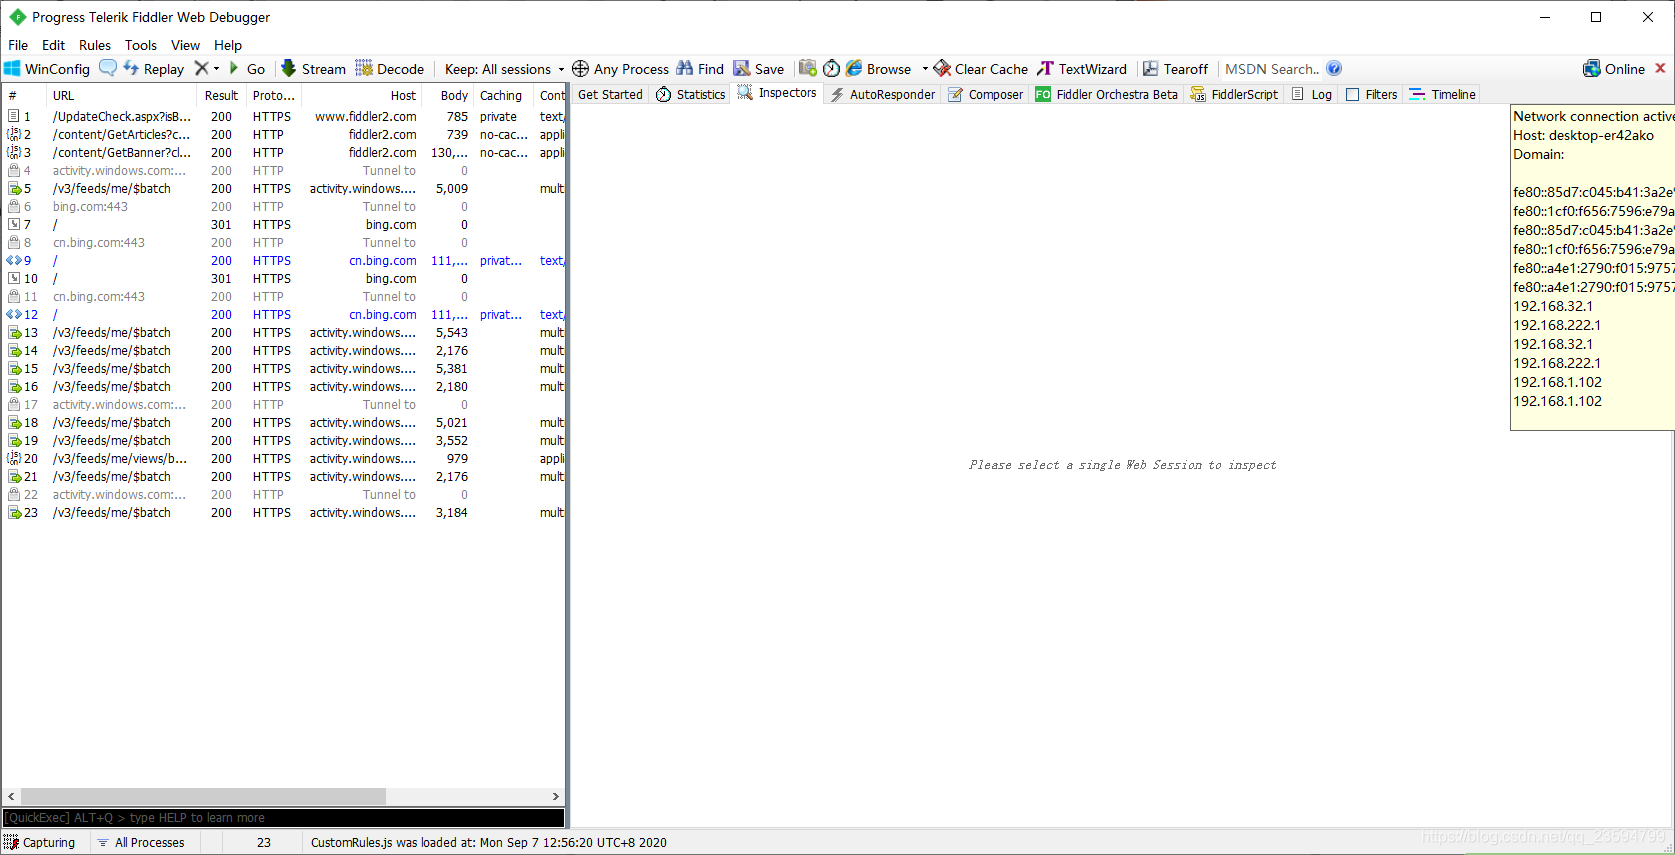 Progress Telerik Fiddler Web Debugger
File Edit Rules Tools View Help
WinConfig Replay Go Stream Decode Keep: All sessions Any Process Find Save Browse Clear Cache TextWizard Tearoff MSDN Search.. Online
# URL Result Proto... Host Body Caching Cont
Get Started Statistics Inspectors AutoResponder Composer FO Fiddler Orchestra Beta FiddlerScript Log Filters Timeline
1 /UpdateCheck.aspx?isB... 200 HTTPS www.fiddler2.com 785 private text/
2 /content/GetArticles?c... 200 HTTP fiddler2.com 739 no-cac... appli
3 /content/GetBanner?cl... 200 HTTP fiddler2.com 130,... no-cac... appli
4 activity.windows.com:... 200 HTTP Tunnel to 0
5 /v3/feeds/me/$batch 200 HTTPS activity.windows.... 5,009 multi
6 bing.com:443 200 HTTP Tunnel to 0
7 / 301 HTTPS bing.com 0
8 cn.bing.com:443 200 HTTP Tunnel to 0
9 / 200 HTTPS cn.bing.com 111,... privat... text/
10 / 301 HTTPS bing.com 0
11 cn.bing.com:443 200 HTTP Tunnel to 0
12 / 200 HTTPS cn.bing.com 111,... privat... text/
13 /v3/feeds/me/$batch 200 HTTPS activity.windows.... 5,543 multi
14 /v3/feeds/me/$batch 200 HTTPS activity.windows.... 2,176 multi
15 /v3/feeds/me/$batch 200 HTTPS activity.windows.... 5,381 multi
16 /v3/feeds/me/$batch 200 HTTPS activity.windows.... 2,180 multi
17 activity.windows.com:... 200 HTTP Tunnel to 0
18 /v3/feeds/me/$batch 200 HTTPS activity.windows.... 5,021 multi
19 /v3/feeds/me/$batch 200 HTTPS activity.windows.... 3,552 multi
20 /v3/feeds/me/views/b... 200 HTTPS activity.windows.... 979 appli
21 /v3/feeds/me/$batch 200 HTTPS activity.windows.... 2,176 multi
22 activity.windows.com:... 200 HTTP Tunnel to 0
23 /v3/feeds/me/$batch 200 HTTPS activity.windows.... 3,184 multi
Network connection active
Host: desktop-er42ako
Domain:
fe80::85d7:c045:b41:3a2e
fe80::1cf0:f656:7596:e79a
fe80::85d7:c045:b41:3a2e
fe80::1cf0:f656:7596:e79a
fe80::a4e1:2790:f015:9757
fe80::a4e1:2790:f015:9757
192.168.32.1
192.168.222.1
192.168.32.1
192.168.222.1
192.168.1.102
192.168.1.102
Please select a single Web Session to inspect
[QuickExec] ALT+Q > type HELP to learn more
Capturing All Processes 23 CustomRules.js was loaded at: Mon Sep 7 12:56:20 UTC+8 2020
https://blog.csdn.net/qq_23594799